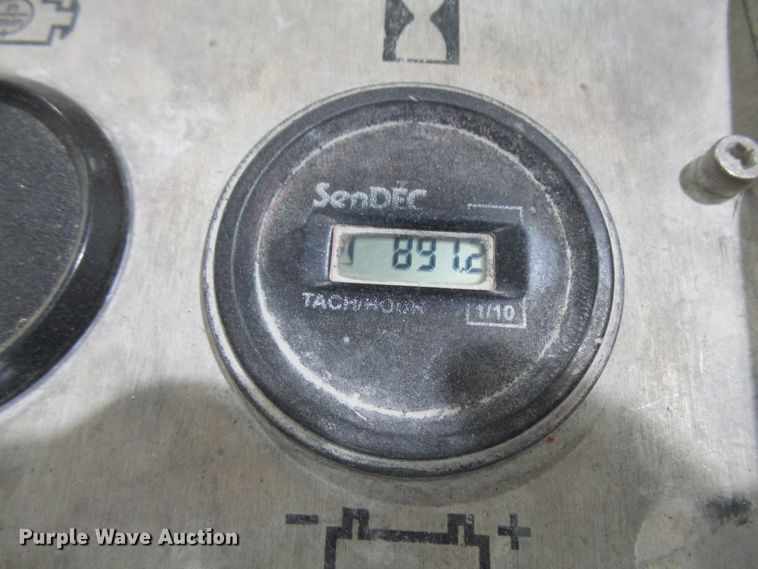 SenDEC
891.2
TACH/HOUR
1/10
- +
Purple Wave Auction®